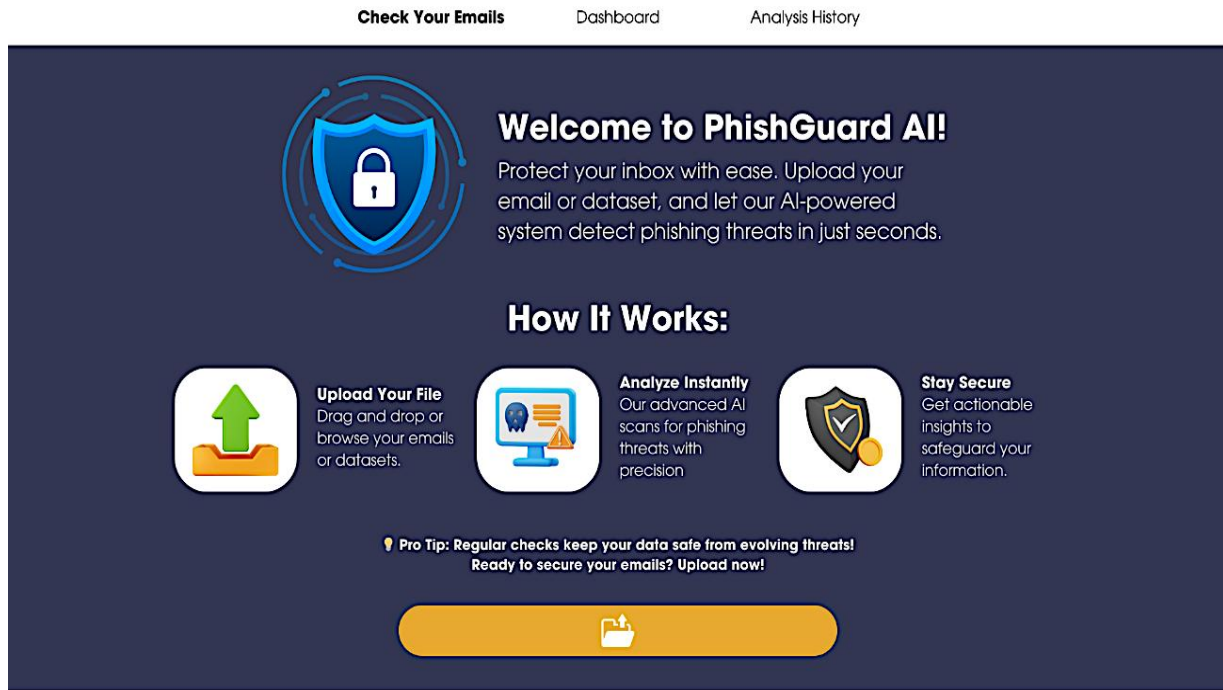 Check Your Emails Dashboard Analysis History
Welcome to PhishGuard AI!
Protect your inbox with ease. Upload your
email or dataset, and let our AI-powered
system detect phishing threats in just seconds.
How It Works:
Upload Your File
Drag and drop or
browse your emails
or datasets.
Analyze Instantly
Our advanced AI
scans for phishing
threats with
precision
Stay Secure
Get actionable
insights to
safeguard your
information.
Pro Tip: Regular checks keep your data safe from evolving threats!
Ready to secure your emails? Upload now!